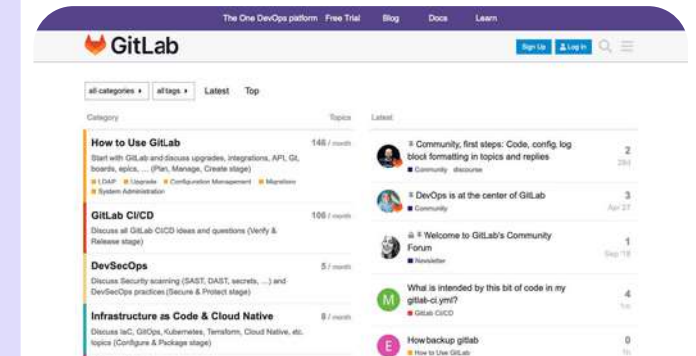 The One DevOps platform Free Trial Blog Docs Learn
GitLab
Sign Up Log In
all categories all tags Latest Top
Category Topics Latest
How to Use GitLab 146 / month
Start with GitLab and discuss upgrades, integrations, API, Git,
boards, epics, ... (Plan, Manage, Create stage)
LDAP Upgrade Configuration Management Migrations
System Administration
GitLab CI/CD 106 / month
Discuss all GitLab CI/CD ideas and questions (Verify &
Release stage)
DevSecOps 5 / month
Discuss Security scanning (SAST, DAST, secrets, ...) and
DevSecOps practices (Secure & Protect stage)
Infrastructure as Code & Cloud Native 8 / month
Discuss IaC, GitOps, Kubernetes, Terraform, Cloud Native, etc.
topics (Configure & Package stage)
Community, first steps: Code, config, log
block formatting in topics and replies
Community discourse
2
DevOps is at the center of GitLab
Community
3
Apr 27
Welcome to GitLab's Community
Forum
Newsletter
1
Sep '18
M
What is intended by this bit of code in my
gitlab-ci.yml?
GitLab CI/CD
4
E
How backup gitlab
How to Use GitLab
0
1h